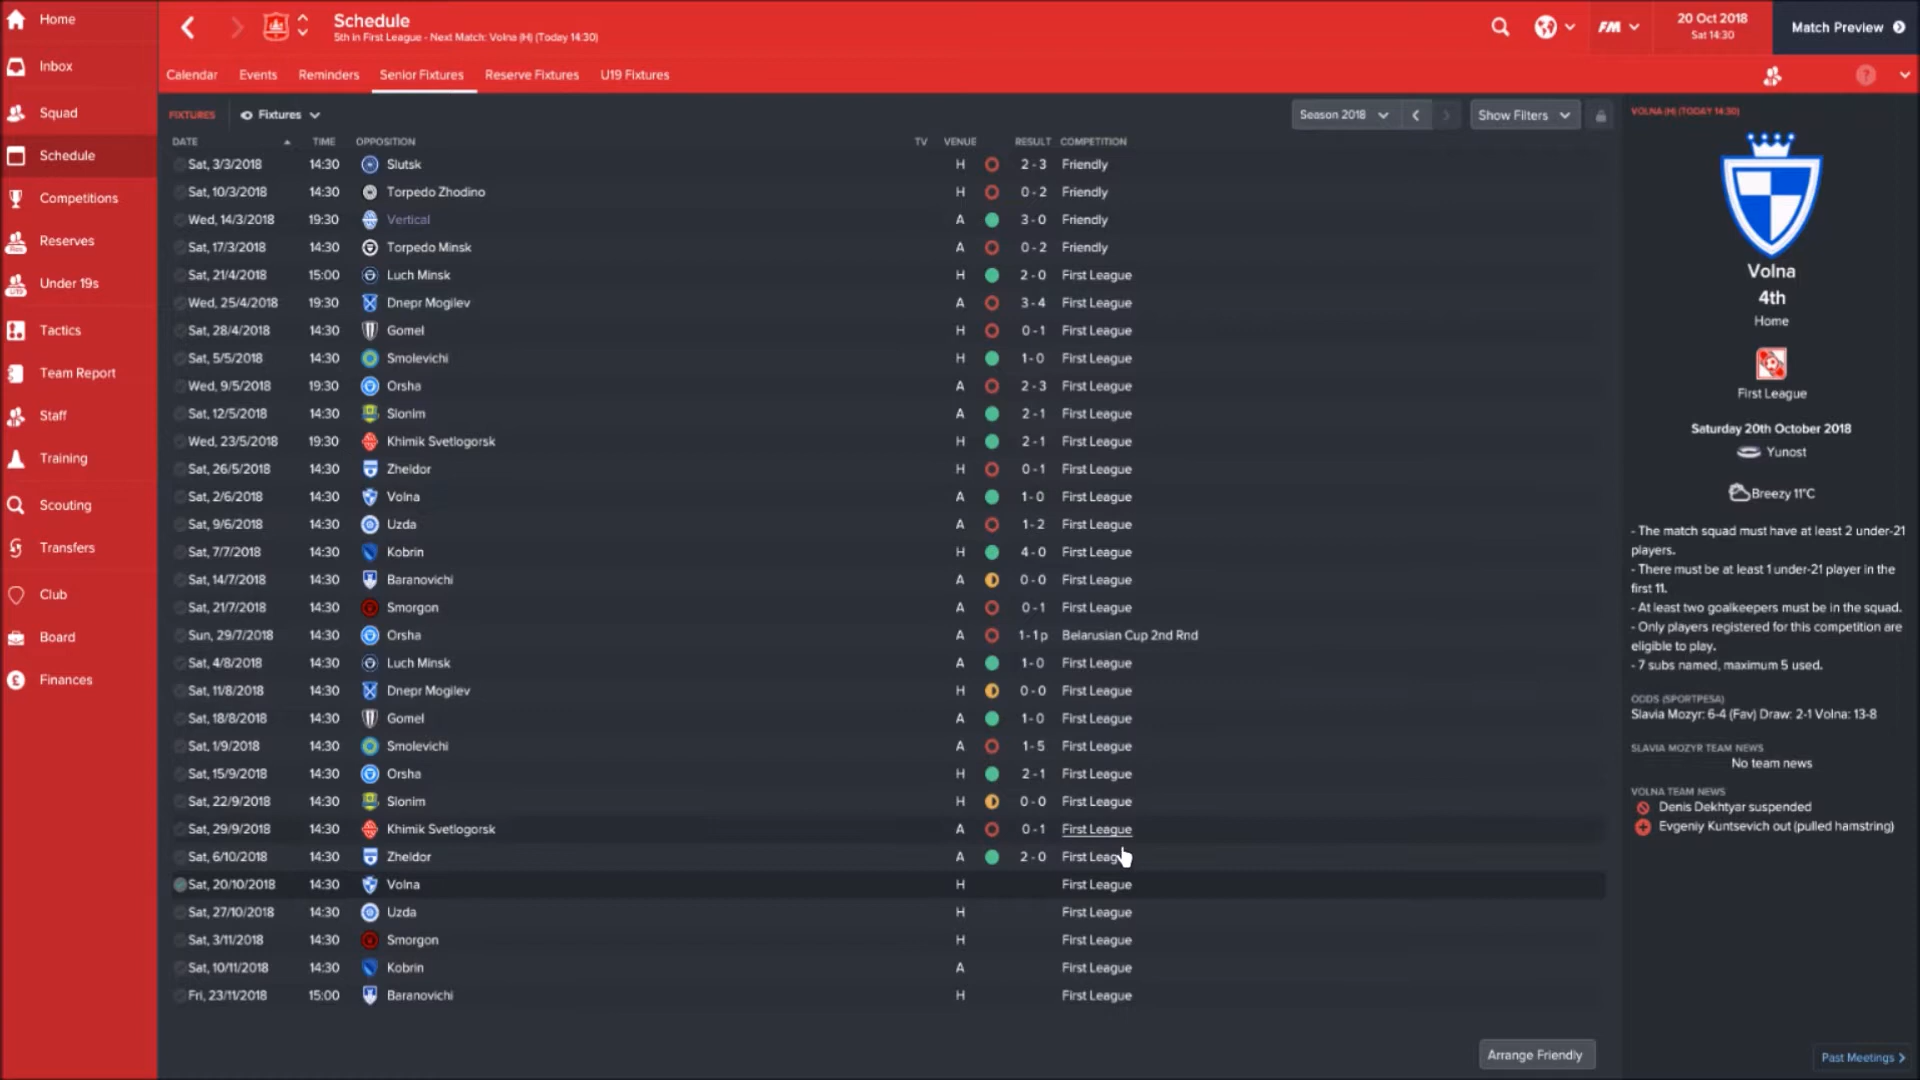 Home
Inbox
Squad
Schedule
Competitions
Reserves
Under 19s
Tactics
Team Report
Staff
Training
Scouting
Transfers
Club
Board
Finances
Schedule
5th in First League - Next Match: Volna (H) (Today 14:30)
FM
20 Oct 2018
Sat 14:30
Match Preview
Calendar Events Reminders Senior Fixtures Reserve Fixtures U19 Fixtures
FIXTURES Fixtures Season 2018 Show Filters
DATE TIME OPPOSITION TV VENUE RESULT COMPETITION
Sat, 3/3/2018 14:30 Slutsk H 2 - 3 Friendly
Sat, 10/3/2018 14:30 Torpedo Zhodino H 0 - 2 Friendly
Wed, 14/3/2018 19:30 Vertical A 3 - 0 Friendly
Sat, 17/3/2018 14:30 Torpedo Minsk A 0 - 2 Friendly
Sat, 21/4/2018 15:00 Luch Minsk H 2 - 0 First League
Wed, 25/4/2018 19:30 Dnepr Mogilev A 3 - 4 First League
Sat, 28/4/2018 14:30 Gomel H 0 - 1 First League
Sat, 5/5/2018 14:30 Smolevichi H 1 - 0 First League
Wed, 9/5/2018 19:30 Orsha A 2 - 3 First League
Sat, 12/5/2018 14:30 Slonim A 2 - 1 First League
Wed, 23/5/2018 19:30 Khimik Svetlogorsk H 2 - 1 First League
Sat, 26/5/2018 14:30 Zheldor H 0 - 1 First League
Sat, 2/6/2018 14:30 Volna A 1 - 0 First League
Sat, 9/6/2018 14:30 Uzda A 1 - 2 First League
Sat, 7/7/2018 14:30 Kobrin H 4 - 0 First League
Sat, 14/7/2018 14:30 Baranovichi A 0 - 0 First League
Sat, 21/7/2018 14:30 Smorgon A 0 - 1 First League
Sun, 29/7/2018 14:30 Orsha A 1 - 1 p Belarusian Cup 2nd Rnd
Sat, 4/8/2018 14:30 Luch Minsk A 1 - 0 First League
Sat, 11/8/2018 14:30 Dnepr Mogilev H 0 - 0 First League
Sat, 18/8/2018 14:30 Gomel A 1 - 0 First League
Sat, 1/9/2018 14:30 Smolevichi A 1 - 5 First League
Sat, 15/9/2018 14:30 Orsha H 2 - 1 First League
Sat, 22/9/2018 14:30 Slonim H 0 - 0 First League
Sat, 29/9/2018 14:30 Khimik Svetlogorsk A 0 - 1 First League
Sat, 6/10/2018 14:30 Zheldor A 2 - 0 First League
Sat, 20/10/2018 14:30 Volna H First League
Sat, 27/10/2018 14:30 Uzda H First League
Sat, 3/11/2018 14:30 Smorgon H First League
Sat, 10/11/2018 14:30 Kobrin A First League
Fri, 23/11/2018 15:00 Baranovichi H First League
Arrange Friendly
VOLNA (H) (TODAY 14:30)
Volna
4th
Home
First League
Saturday 20th October 2018
Yunost
Breezy 11°C
- The match squad must have at least 2 under-21
players.
- There must be at least 1 under-21 player in the
first 11.
- At least two goalkeepers must be in the squad.
- Only players registered for this competition are
eligible to play.
- 7 subs named, maximum 5 used.
ODDS (SPORTPESA)
Slavia Mozyr: 6-4 (Fav) Draw: 2-1 Volna: 13-8
SLAVIA MOZYR TEAM NEWS
No team news
VOLNA TEAM NEWS
Denis Dekhtyar suspended
Evgeniy Kuntsevich out (pulled hamstring)
Past Meetings